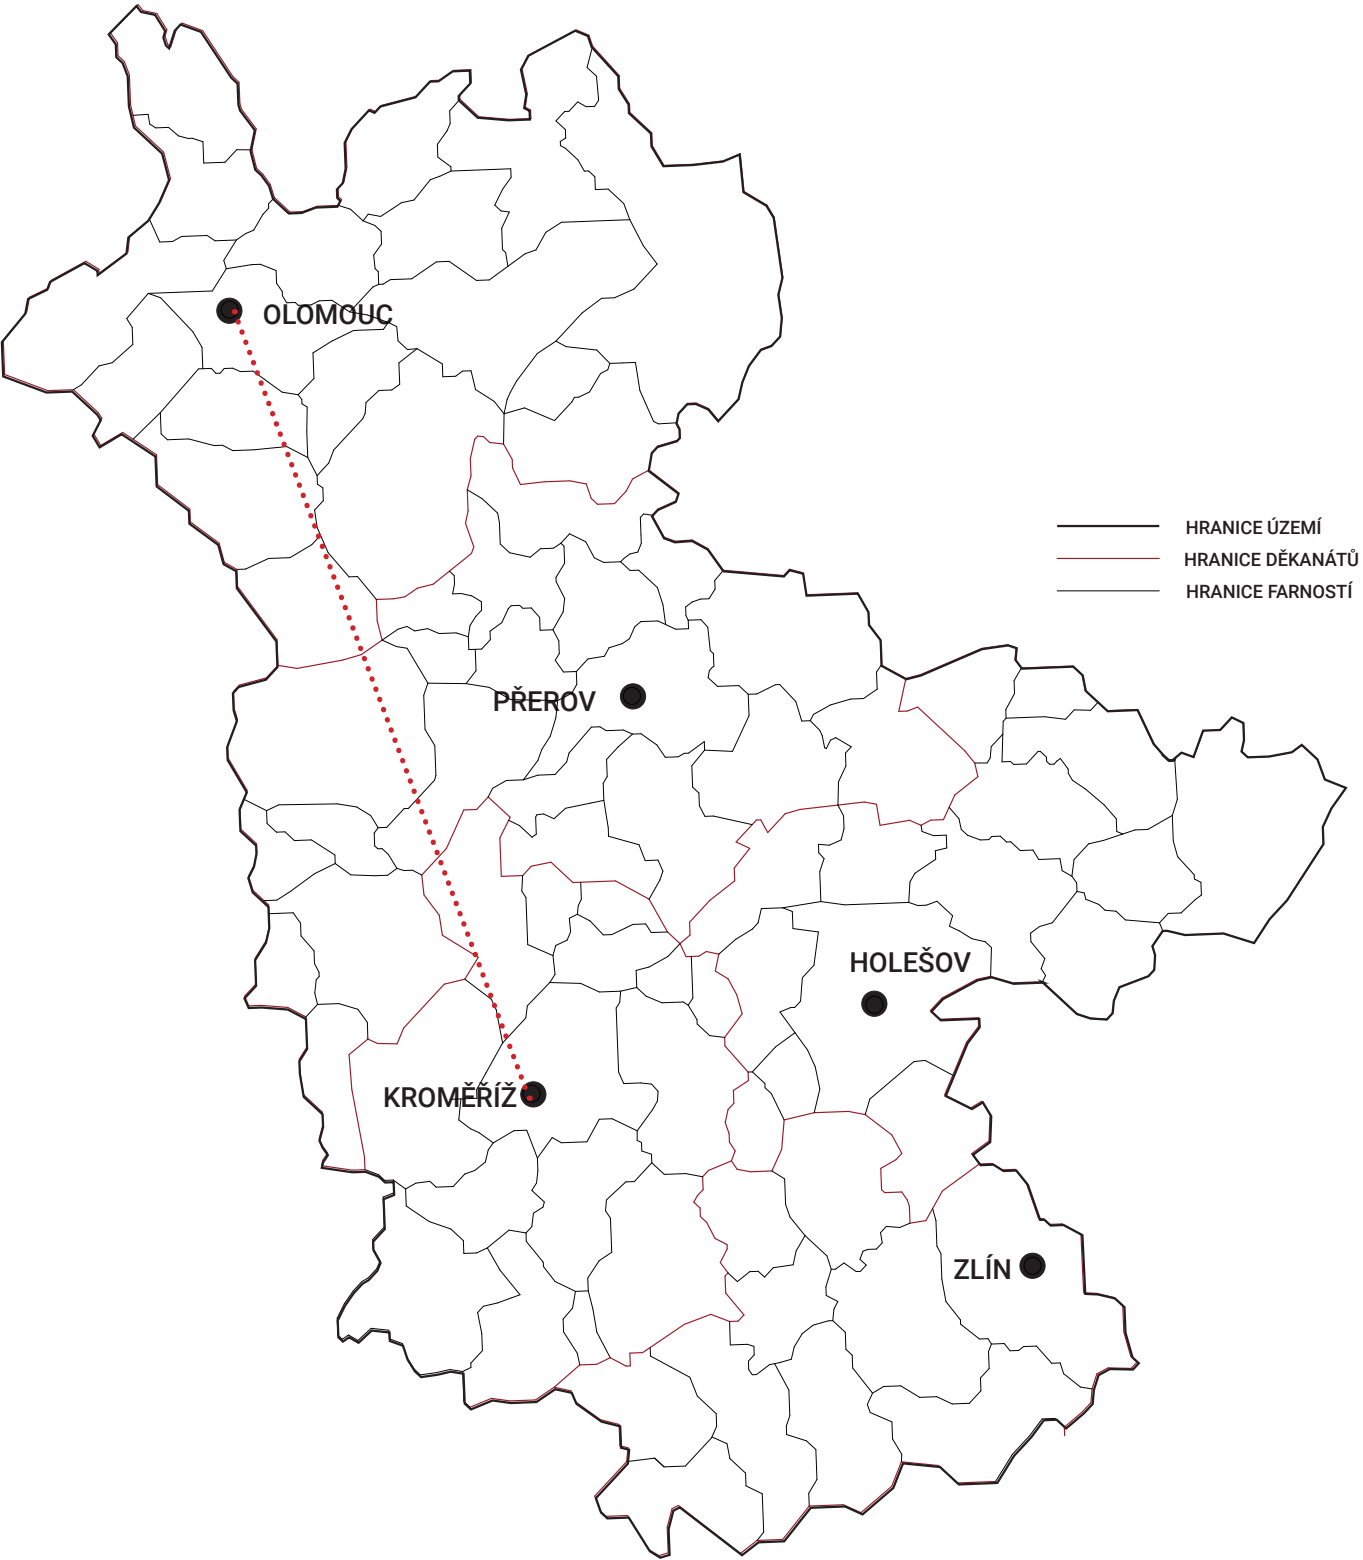 OLOMOUC
HRANICE ÚZEMÍ
HRANICE DĚKANÁTŮ
HRANICE FARNOSTÍ
PŘEROV
HOLEŠOV
KROMĚŘÍŽ
ZLÍN